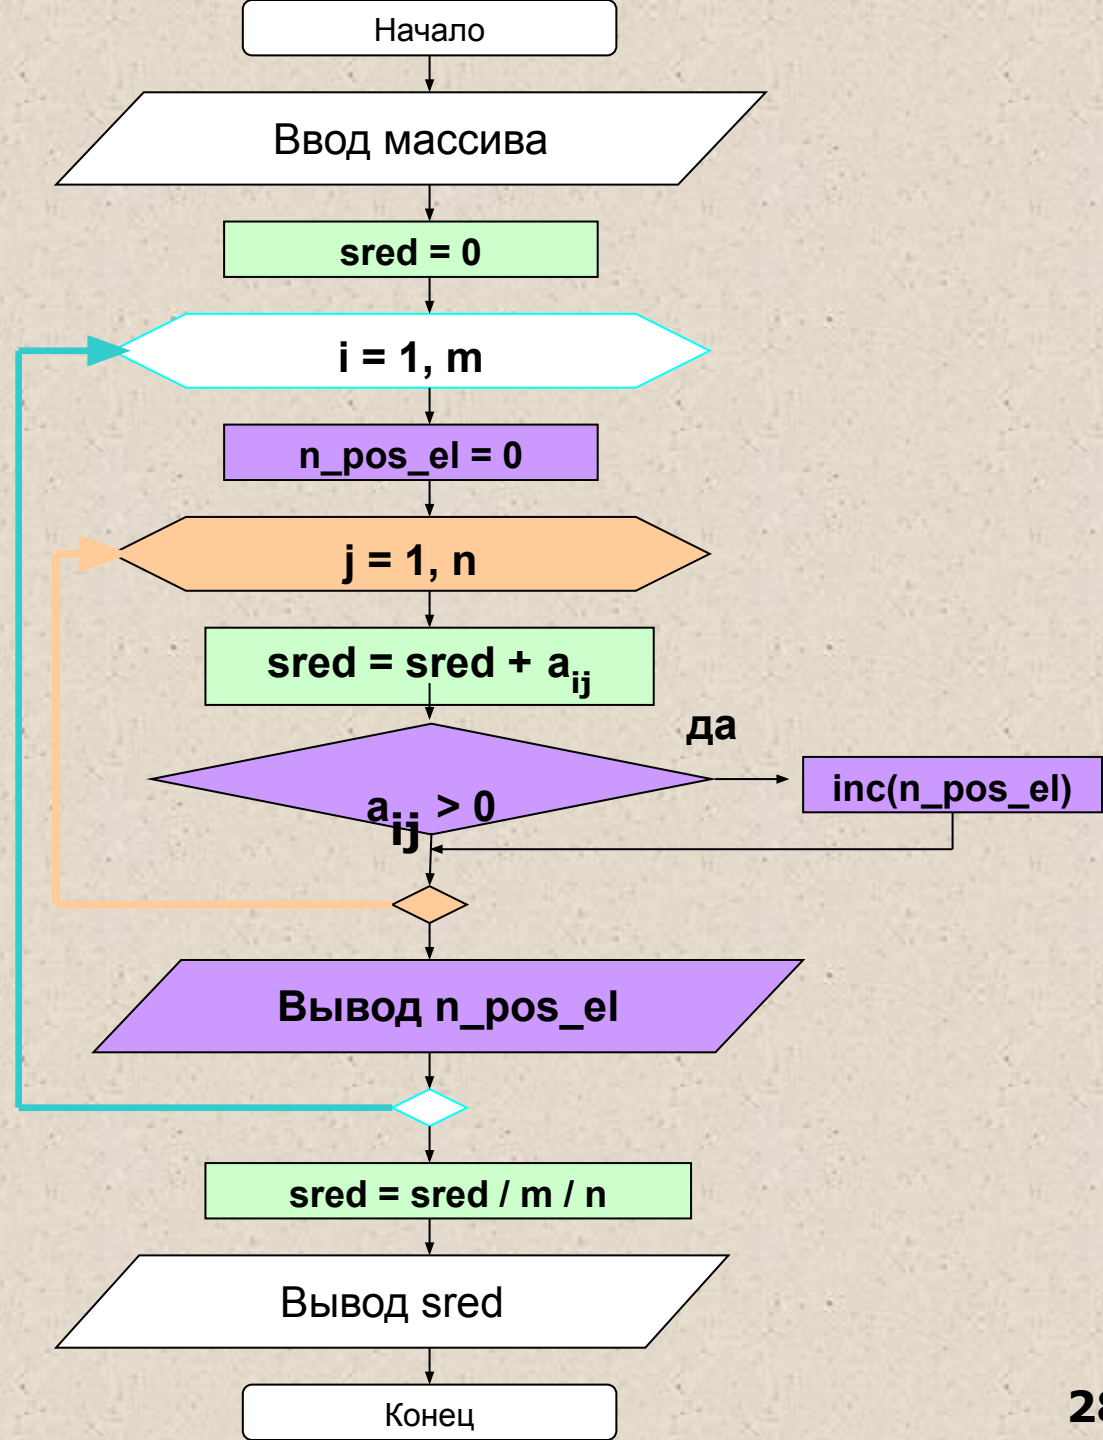 Начало
Ввод массива
sred = 0
i = 1, m
n_pos_el = 0
j = 1, n
sred = sred + aij
да
aij > 0
inc(n_pos_el)
Вывод n_pos_el
sred = sred / m / n
Вывод sred
Конец
28